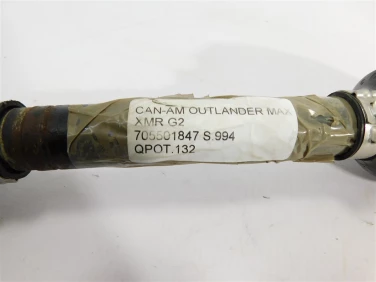 CAN-AM OUTLANDER MAX
XMR G2
705501847 S.994
QPOT.132